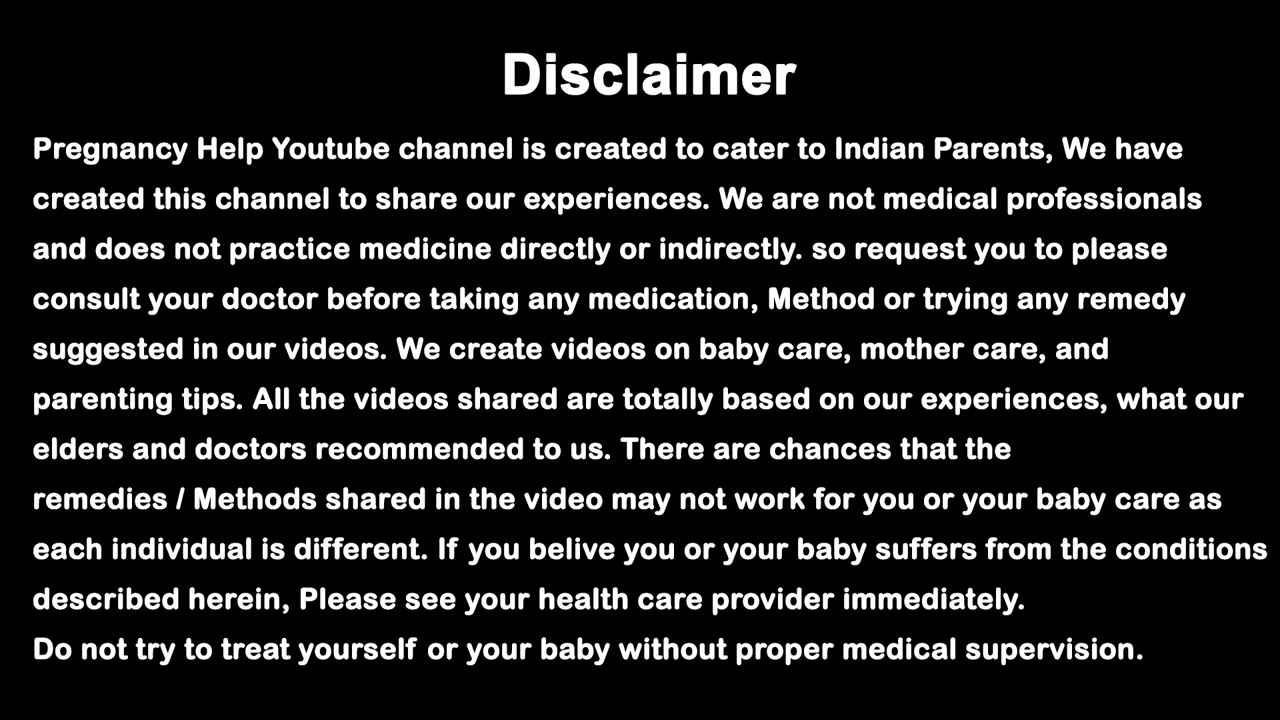 Disclaimer
Pregnancy Help Youtube channel is created to cater to Indian Parents, We have
created this channel to share our experiences. We are not medical professionals
and does not practice medicine directly or indirectly. so request you to please
consult your doctor before taking any medication, Method or trying any remedy
suggested in our videos. We create videos on baby care, mother care, and
parenting tips. All the videos shared are totally based on our experiences, what our
elders and doctors recommended to us. There are chances that the
remedies / Methods shared in the video may not work for you or your baby care as
each individual is different. If you belive you or your baby suffers from the conditions
described herein, Please see your health care provider immediately.
Do not try to treat yourself or your baby without proper medical supervision.